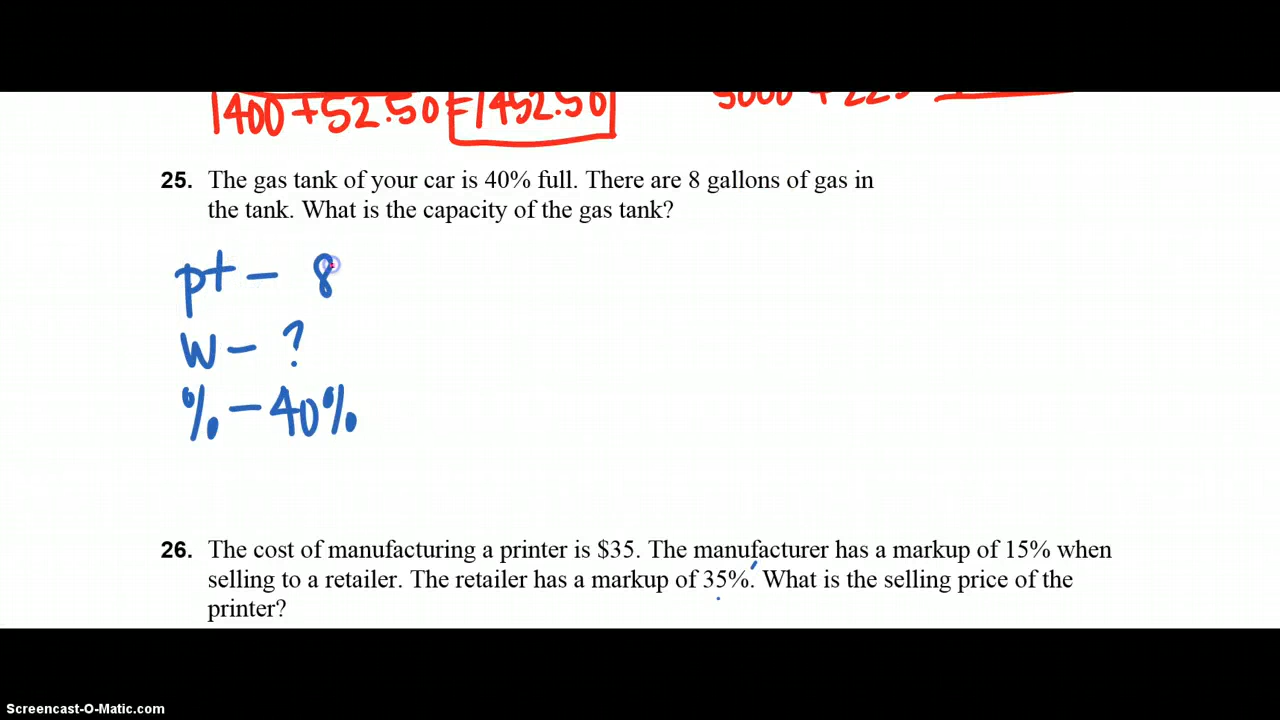 1400 + 52.50 = 1452.50
25. The gas tank of your car is 40% full. There are 8 gallons of gas in
the tank. What is the capacity of the gas tank?
pt – 8
w – ?
% – 40%
26. The cost of manufacturing a printer is $35. The manufacturer has a markup of 15% when
selling to a retailer. The retailer has a markup of 35%. What is the selling price of the
printer?
Screencast-O-Matic.com